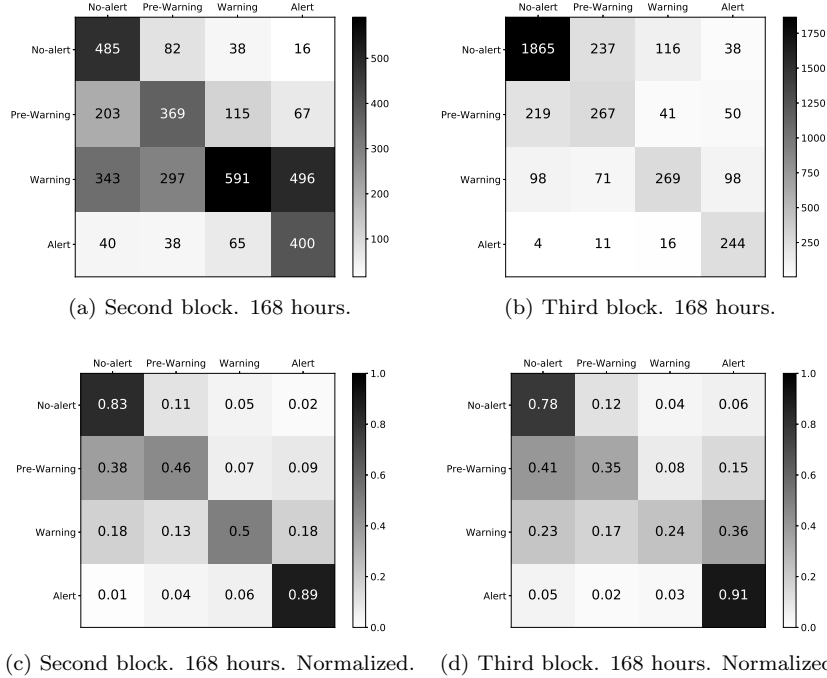 No-alert Pre-Warning Warning Alert
No-alert 485 82 38 16
Pre-Warning 203 369 115 67
Warning 343 297 591 496
Alert 40 38 65 400
500
400
300
200
100
(a) Second block. 168 hours.
No-alert Pre-Warning Warning Alert
No-alert 1865 237 116 38
Pre-Warning 219 267 41 50
Warning 98 71 269 98
Alert 4 11 16 244
1750
1500
1250
1000
750
500
250
(b) Third block. 168 hours.
No-alert Pre-Warning Warning Alert
No-alert 0.83 0.11 0.05 0.02
Pre-Warning 0.38 0.46 0.07 0.09
Warning 0.18 0.13 0.5 0.18
Alert 0.01 0.04 0.06 0.89
1.0
0.8
0.6
0.4
0.2
0.0
(c) Second block. 168 hours. Normalized.
No-alert Pre-Warning Warning Alert
No-alert 0.78 0.12 0.04 0.06
Pre-Warning 0.41 0.35 0.08 0.15
Warning 0.23 0.17 0.24 0.36
Alert 0.05 0.02 0.03 0.91
1.0
0.8
0.6
0.4
0.2
0.0
(d) Third block. 168 hours. Normalized